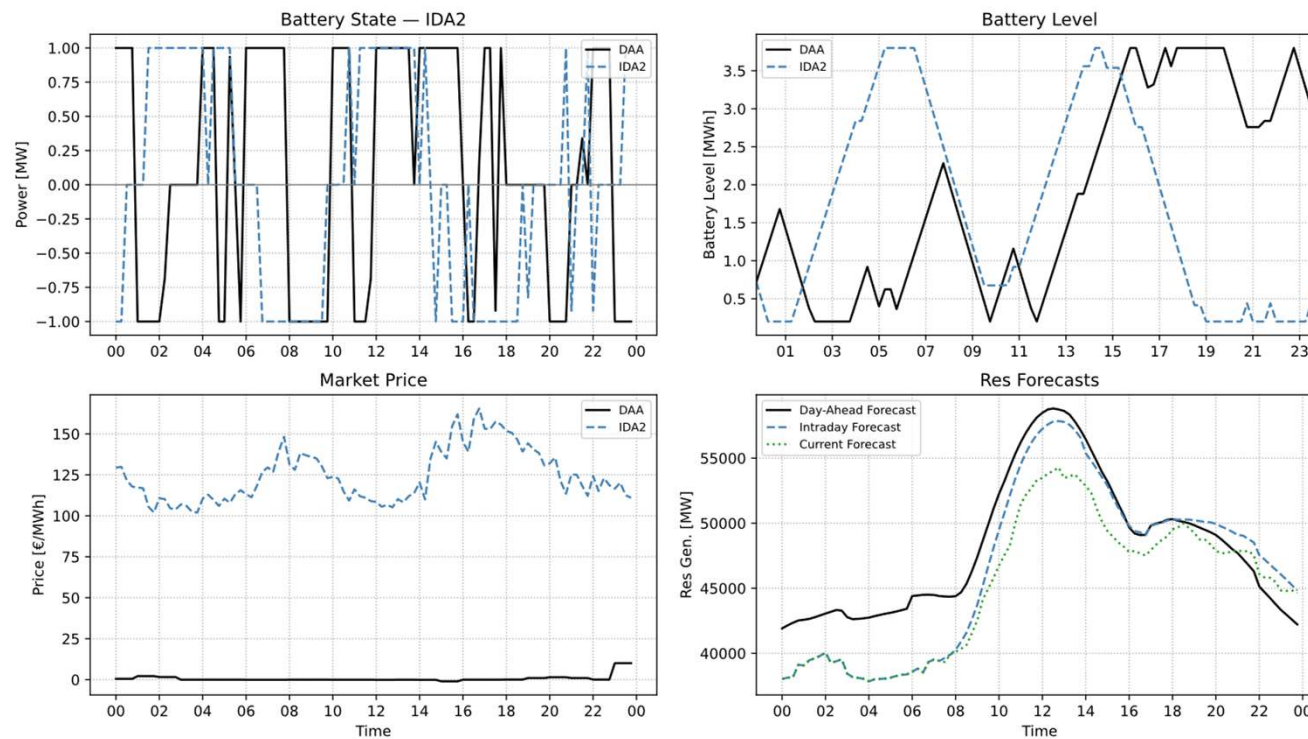 Battery State — IDA2
Power [MW]
1.00
0.75
0.50
0.25
0.00
−0.25
−0.50
−0.75
−1.00
DAA
IDA2
00 02 04 06 08 10 12 14 16 18 20 22 00
Battery Level
Battery Level [MWh]
3.5
3.0
2.5
2.0
1.5
1.0
0.5
DAA
IDA2
01 03 05 07 09 11 13 15 17 19 21 23
Market Price
Price [€/MWh]
150
125
100
75
50
25
0
DAA
IDA2
00 02 04 06 08 10 12 14 16 18 20 22 00
Time
Res Forecasts
Res Gen. [MW]
55000
50000
45000
40000
Day-Ahead Forecast
Intraday Forecast
Current Forecast
00 02 04 06 08 10 12 14 16 18 20 22 00
Time